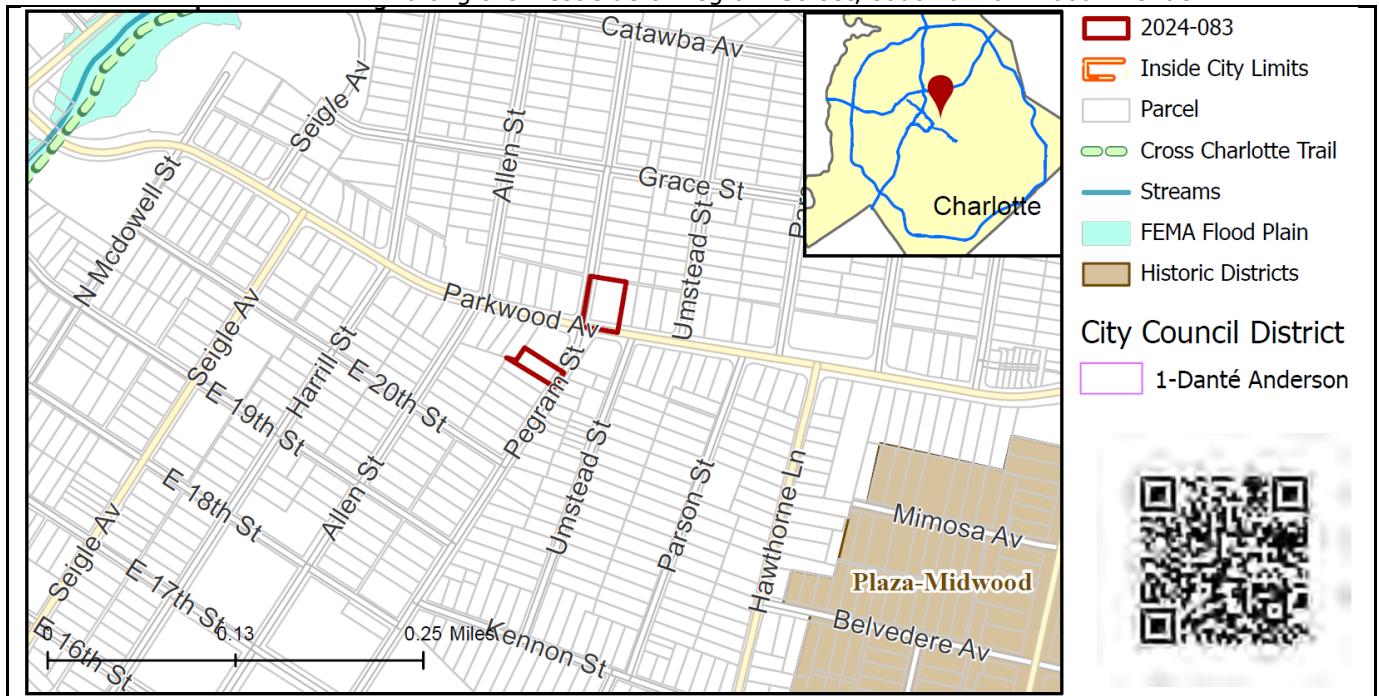 Catawba Av
Seigle Av
Allen St
Grace St
Umstead St
N Mcdowell St
Parkwood Av
Seigle Av
Harrill St
E 20th St
E 19th St
Pegram St
Umstead St
Parson St
Hawthorne Ln
Allen St
E 18th St
Seigle Av
E 17th St
E 16th St
Kennon St
Mimosa Av
Plaza-Midwood
Belvedere Av
0 0.13 0.25 Miles
Charlotte
2024-083
Inside City Limits
Parcel
Cross Charlotte Trail
Streams
FEMA Flood Plain
Historic Districts
City Council District
1-Danté Anderson